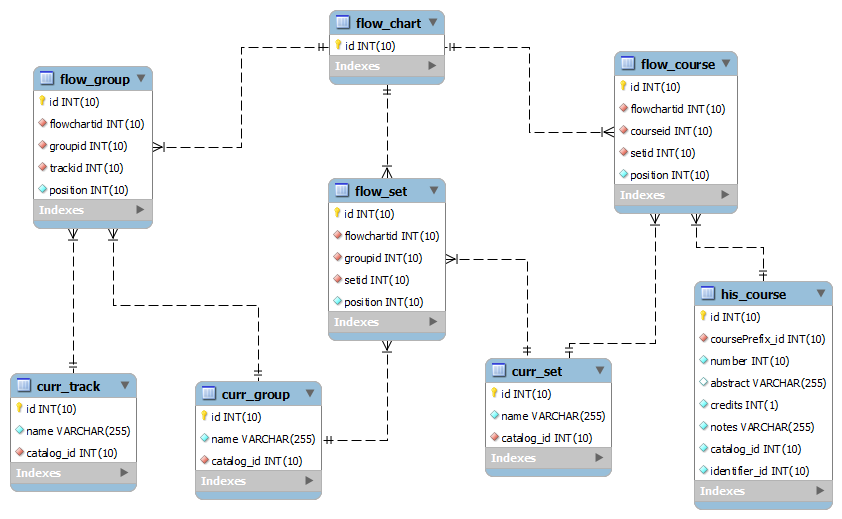 flow_chart
id INT(10)
Indexes
flow_group
id INT(10)
flowchartid INT(10)
groupid INT(10)
trackid INT(10)
position INT(10)
Indexes
flow_course
id INT(10)
flowchartid INT(10)
courseid INT(10)
setid INT(10)
position INT(10)
Indexes
flow_set
id INT(10)
flowchartid INT(10)
groupid INT(10)
setid INT(10)
position INT(10)
Indexes
his_course
id INT(10)
coursePrefix_id INT(10)
number INT(10)
abstract VARCHAR(255)
credits INT(1)
notes VARCHAR(255)
catalog_id INT(10)
identifier_id INT(10)
Indexes
curr_track
id INT(10)
name VARCHAR(255)
catalog_id INT(10)
Indexes
curr_group
id INT(10)
name VARCHAR(255)
catalog_id INT(10)
Indexes
curr_set
id INT(10)
name VARCHAR(255)
catalog_id INT(10)
Indexes